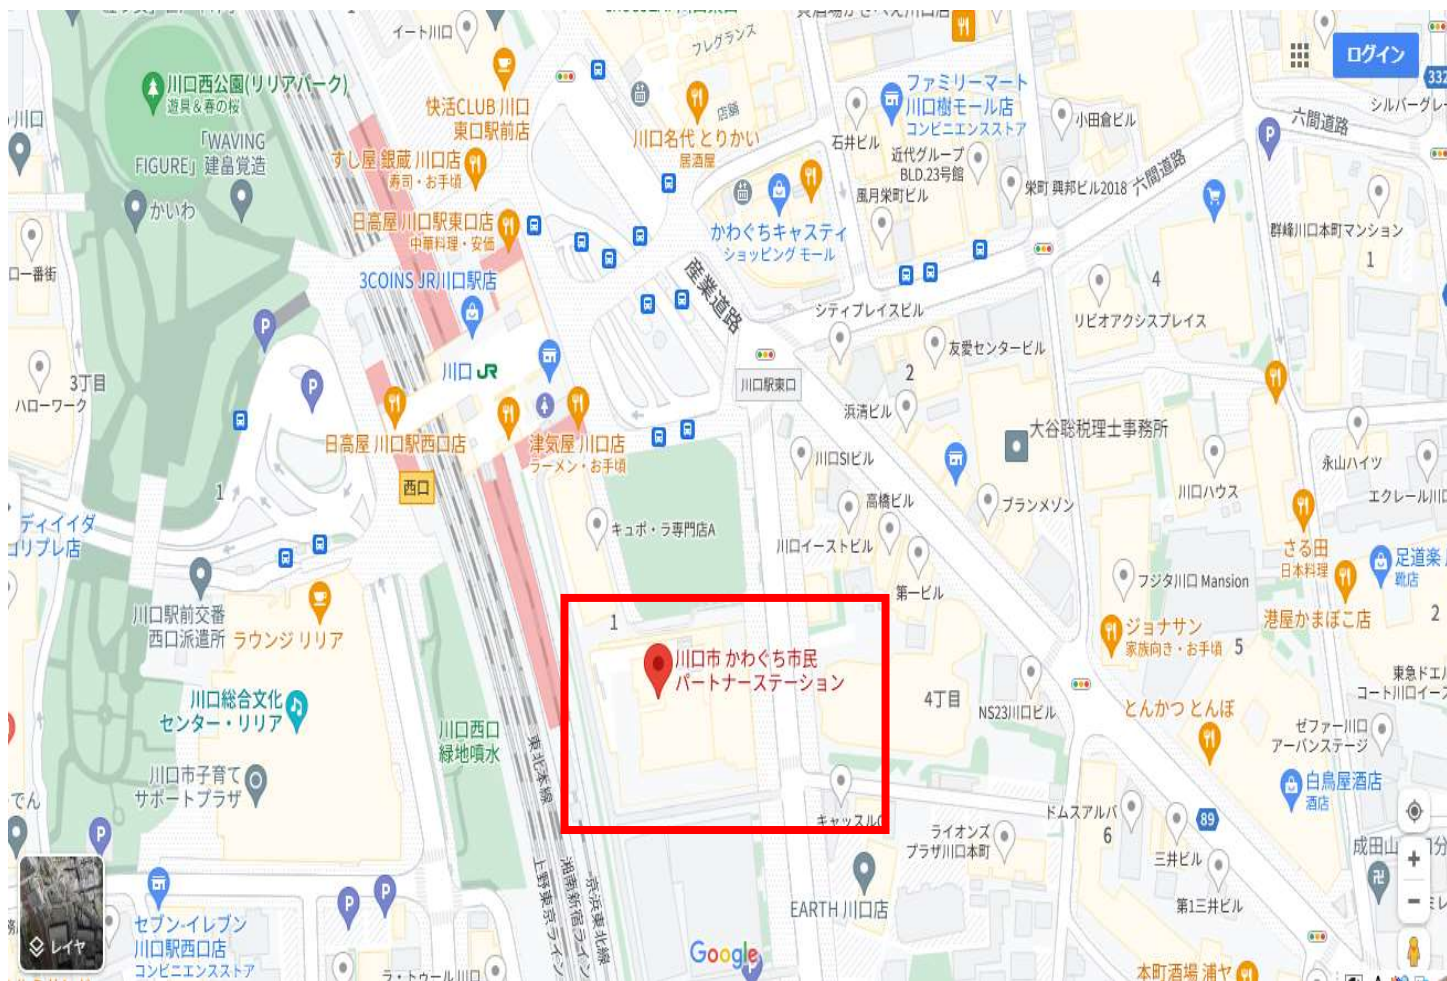 イート川口
フレグランス
ログイン
332
川口西公園(リリアパーク)
遊具&春の桜
快活CLUB 川口
東口駅前店
店舗
川口名代 とりかい
居酒屋
ファミリーマート
川口樹モール店
コンビニエンスストア
石井ビル
小田倉ビル
六間道路
シルバーグレー
川口
「WAVING
FIGURE」建畠覚造
すし屋 銀蔵 川口店
寿司・お手頃
近代グループ
BLD.23号館
風月栄町ビル
栄町 興邦ビル2018
六間道路
かいわ
日高屋 川口駅東口店
中華料理・安価
かわぐちキャスティ
ショッピング モール
群峰川口本町マンション
1
口一番街
3COINS JR川口駅店
産業道路
シティプレイスビル
4
リビオアクシスプレイス
友愛センタービル
川口 JR
川口駅東口
2
3丁目
ハローワーク
浜清ビル
日高屋 川口駅西口店
津気屋 川口店
ラーメン・お手頃
大谷聡税理士事務所
川口SIビル
永山ハイツ
西口
1
高橋ビル
ブランメゾン
川口ハウス
エクレール川口
ディイイダ
コリプレ店
キュポ・ラ専門店A
川口イーストビル
さる田
日本料理
足道楽
靴店
第一ビル
フジタ川口 Mansion
川口駅前交番
西口派遣所
ラウンジ リリア
1
港屋かまぼこ店
2
ジョナサン
家族向き・お手頃
5
川口市 かわぐち市民
パートナーステーション
東急ドエル
コート川口イース
川口総合文化
センター・リリア
4丁目
NS23川口ビル
とんかつ とんぼ
ゼファー川口
アーバンステージ
川口西口
緑地噴水
東北本線
川口市子育て
サポートプラザ
白鳥屋酒店
酒店
でん
キャッスルC
ドムスアルバ
6
89
ライオンズ
プラザ川口本町
三井ビル
成田山
第1三井ビル
EARTH 川口店
レイヤ
セブン-イレブン
川口駅西口店
コンビニエンスストア
上野東京ライン
湘南新宿ライン
京浜東北線
Google
ラ・トゥール川口
本町酒場 浦ヤ